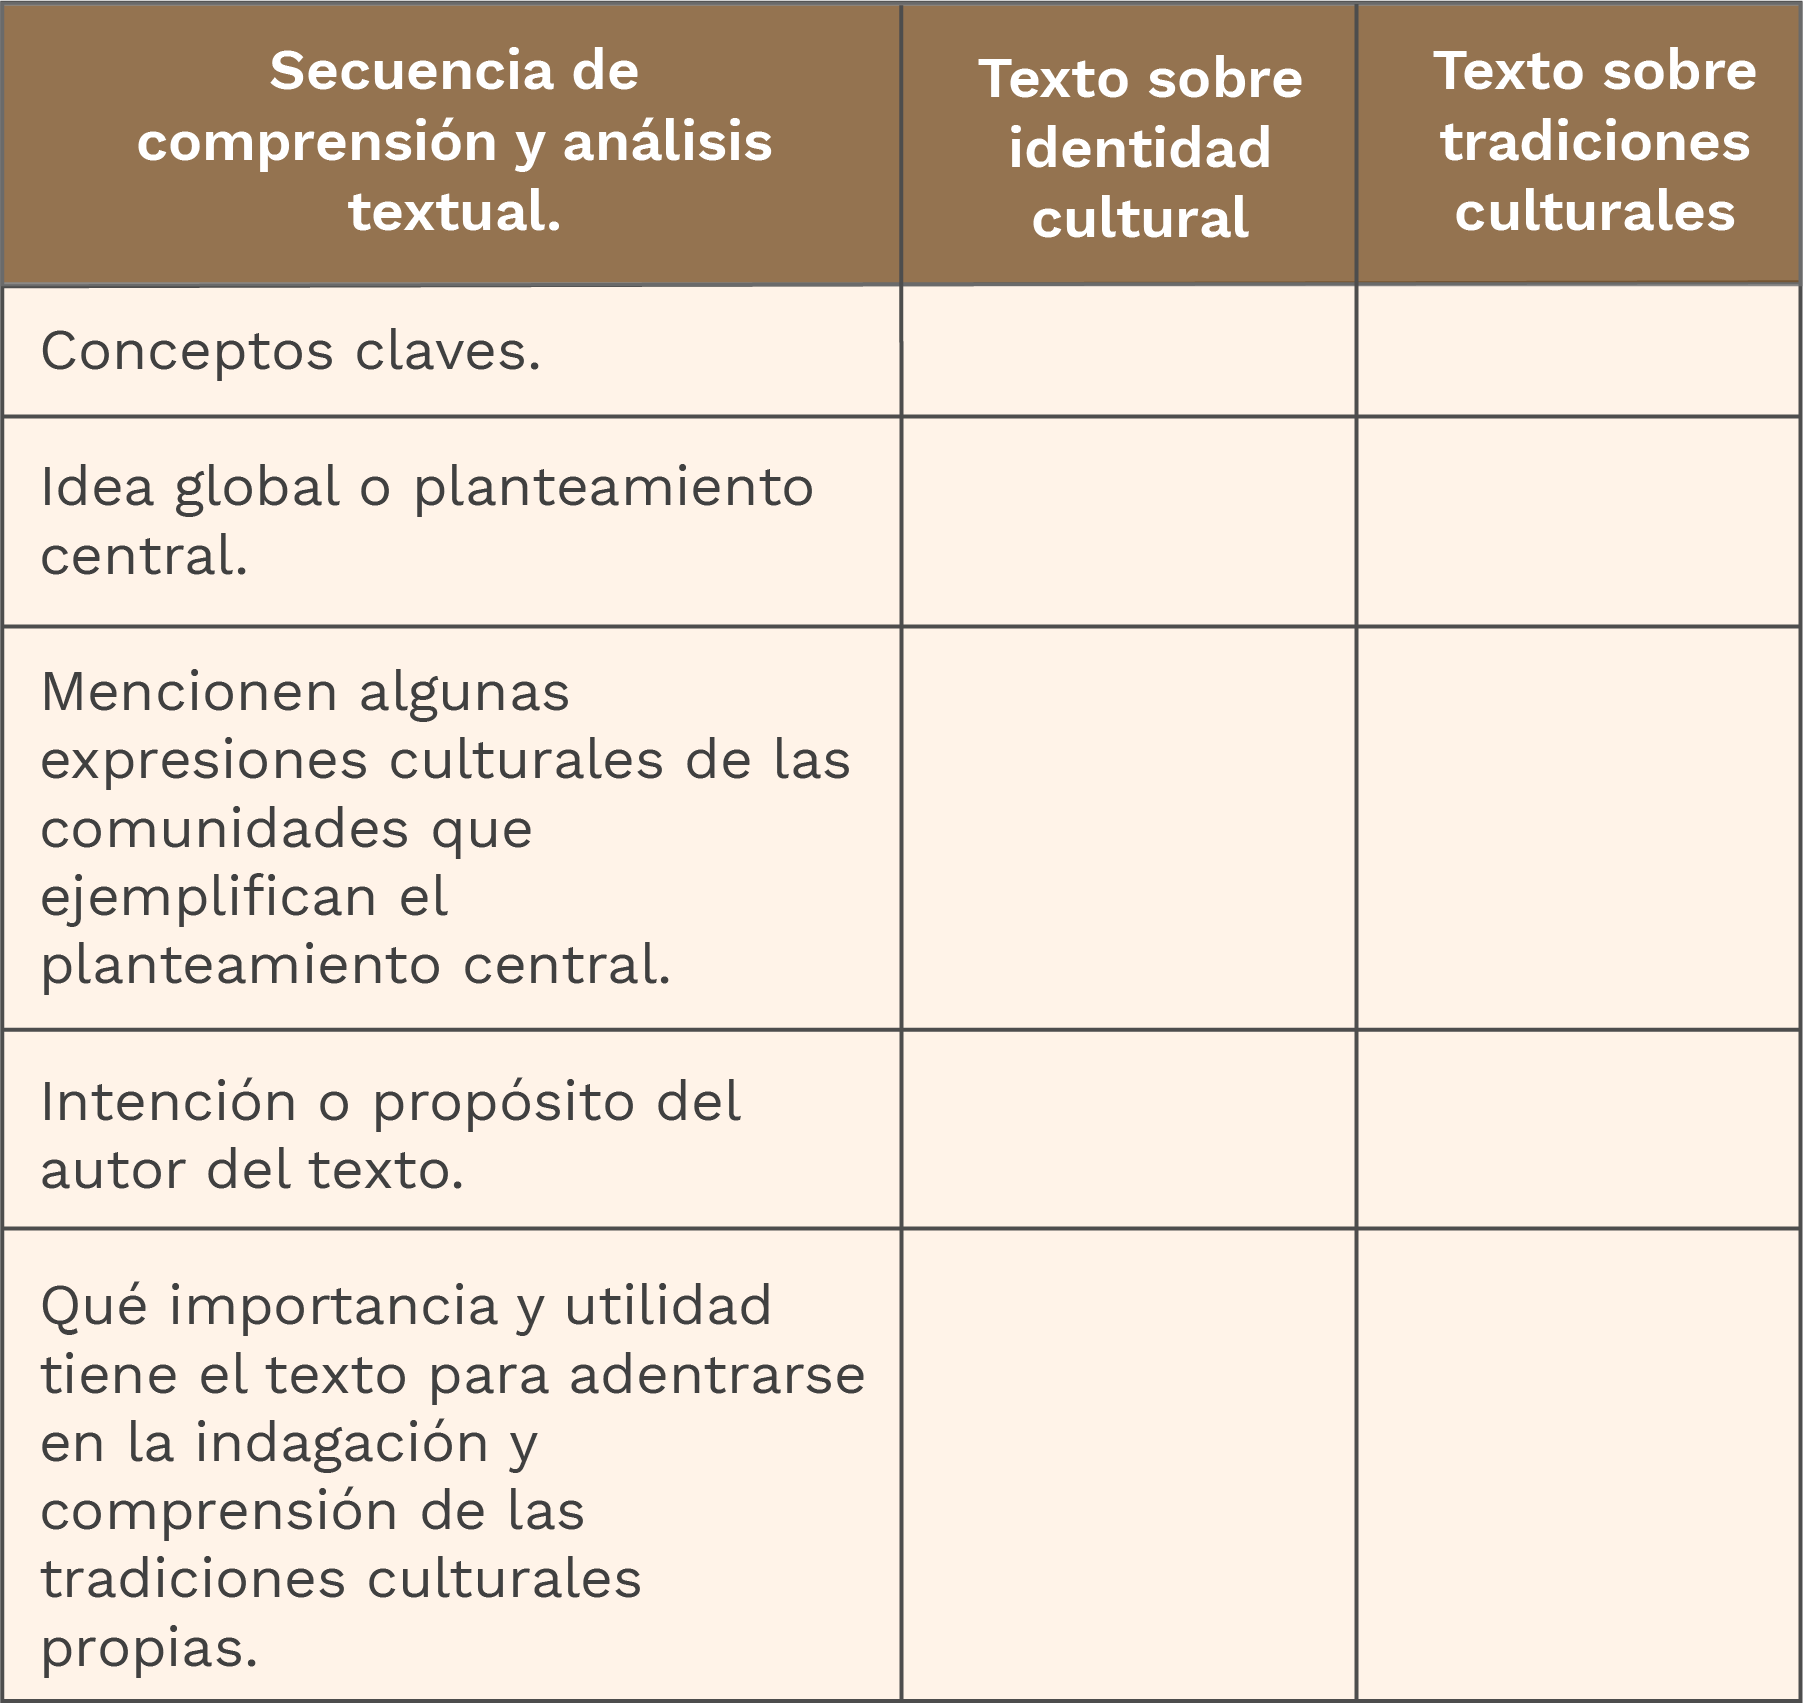 Secuencia de
comprensión y análisis
textual.
Texto sobre
identidad
cultural
Texto sobre
tradiciones
culturales
Conceptos claves.
Idea global o planteamiento
central.
Mencionen algunas
expresiones culturales de las
comunidades que
ejemplifican el
planteamiento central.
Intención o propósito del
autor del texto.
Qué importancia y utilidad
tiene el texto para adentrarse
en la indagación y
comprensión de las
tradiciones culturales
propias.